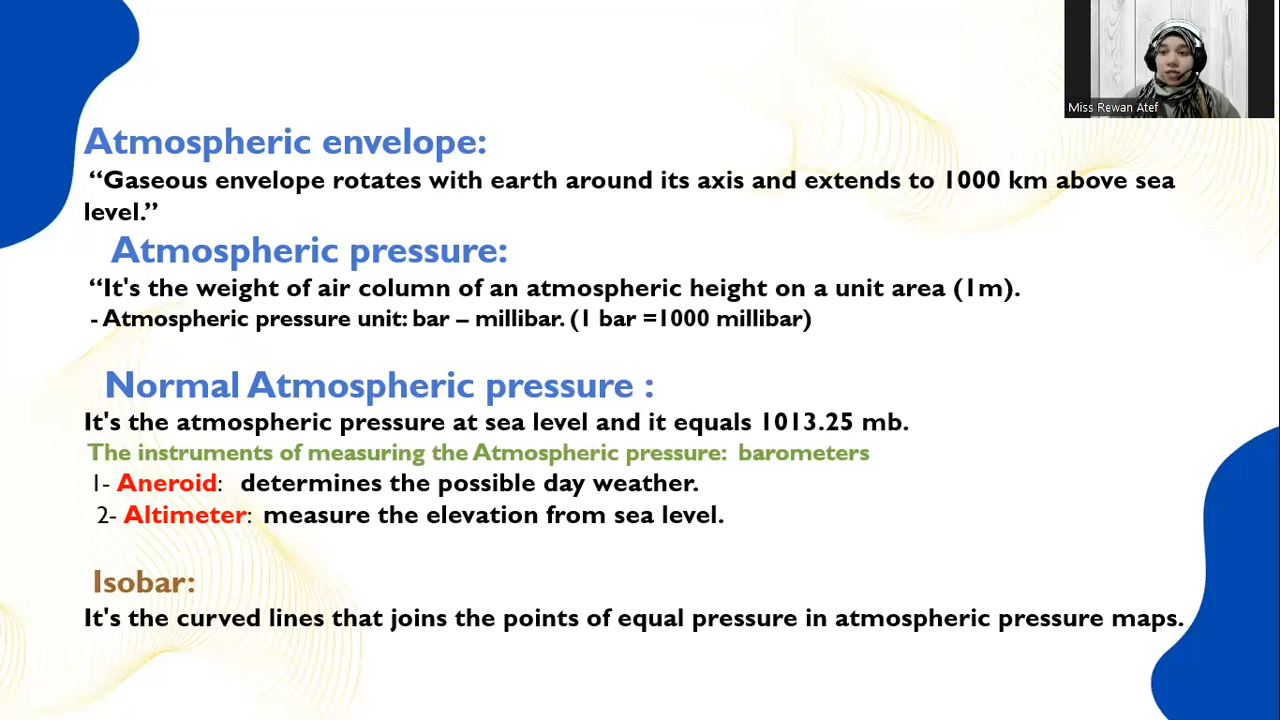 Miss Rewan Atef
Atmospheric envelope:
“Gaseous envelope rotates with earth around its axis and extends to 1000 km above sea
level.”
Atmospheric pressure:
“It's the weight of air column of an atmospheric height on a unit area (1m).
- Atmospheric pressure unit: bar – millibar. (1 bar =1000 millibar)
Normal Atmospheric pressure :
It's the atmospheric pressure at sea level and it equals 1013.25 mb.
The instruments of measuring the Atmospheric pressure: barometers
1- Aneroid: determines the possible day weather.
2- Altimeter: measure the elevation from sea level.
Isobar:
It's the curved lines that joins the points of equal pressure in atmospheric pressure maps.